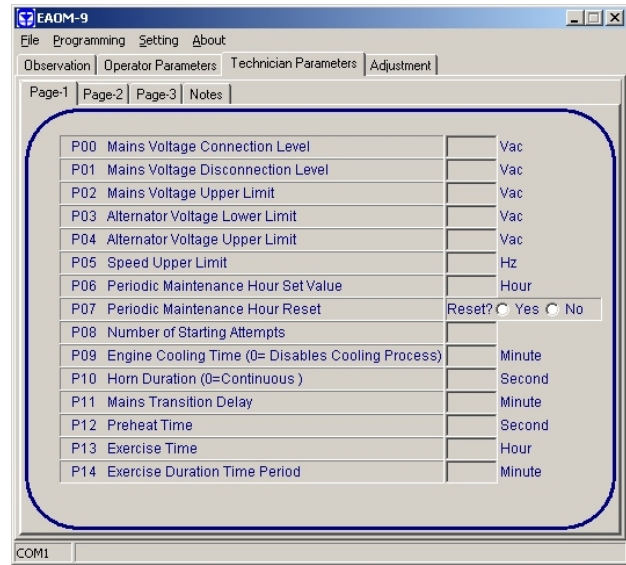 EAOM-9
File Programming Setting About
Observation Operator Parameters Technician Parameters Adjustment
Page-1 Page-2 Page-3 Notes
P00 Mains Voltage Connection Level Vac
P01 Mains Voltage Disconnection Level Vac
P02 Mains Voltage Upper Limit Vac
P03 Alternator Voltage Lower Limit Vac
P04 Alternator Voltage Upper Limit Vac
P05 Speed Upper Limit Hz
P06 Periodic Maintenance Hour Set Value Hour
P07 Periodic Maintenance Hour Reset Reset? Yes No
P08 Number of Starting Attempts
P09 Engine Cooling Time (0= Disables Cooling Process) Minute
P10 Horn Duration (0=Continuous ) Second
P11 Mains Transition Delay Minute
P12 Preheat Time Second
P13 Exercise Time Hour
P14 Exercise Duration Time Period Minute
COM1